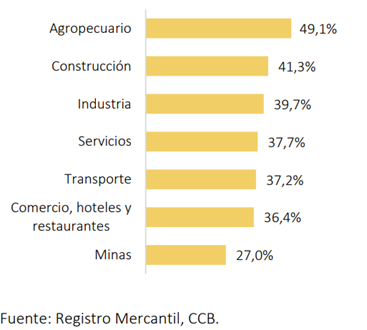 Agropecuario 49,1%
Construcción 41,3%
Industria 39,7%
Servicios 37,7%
Transporte 37,2%
Comercio, hoteles y
restaurantes 36,4%
Minas 27,0%
Fuente: Registro Mercantil, CCB.